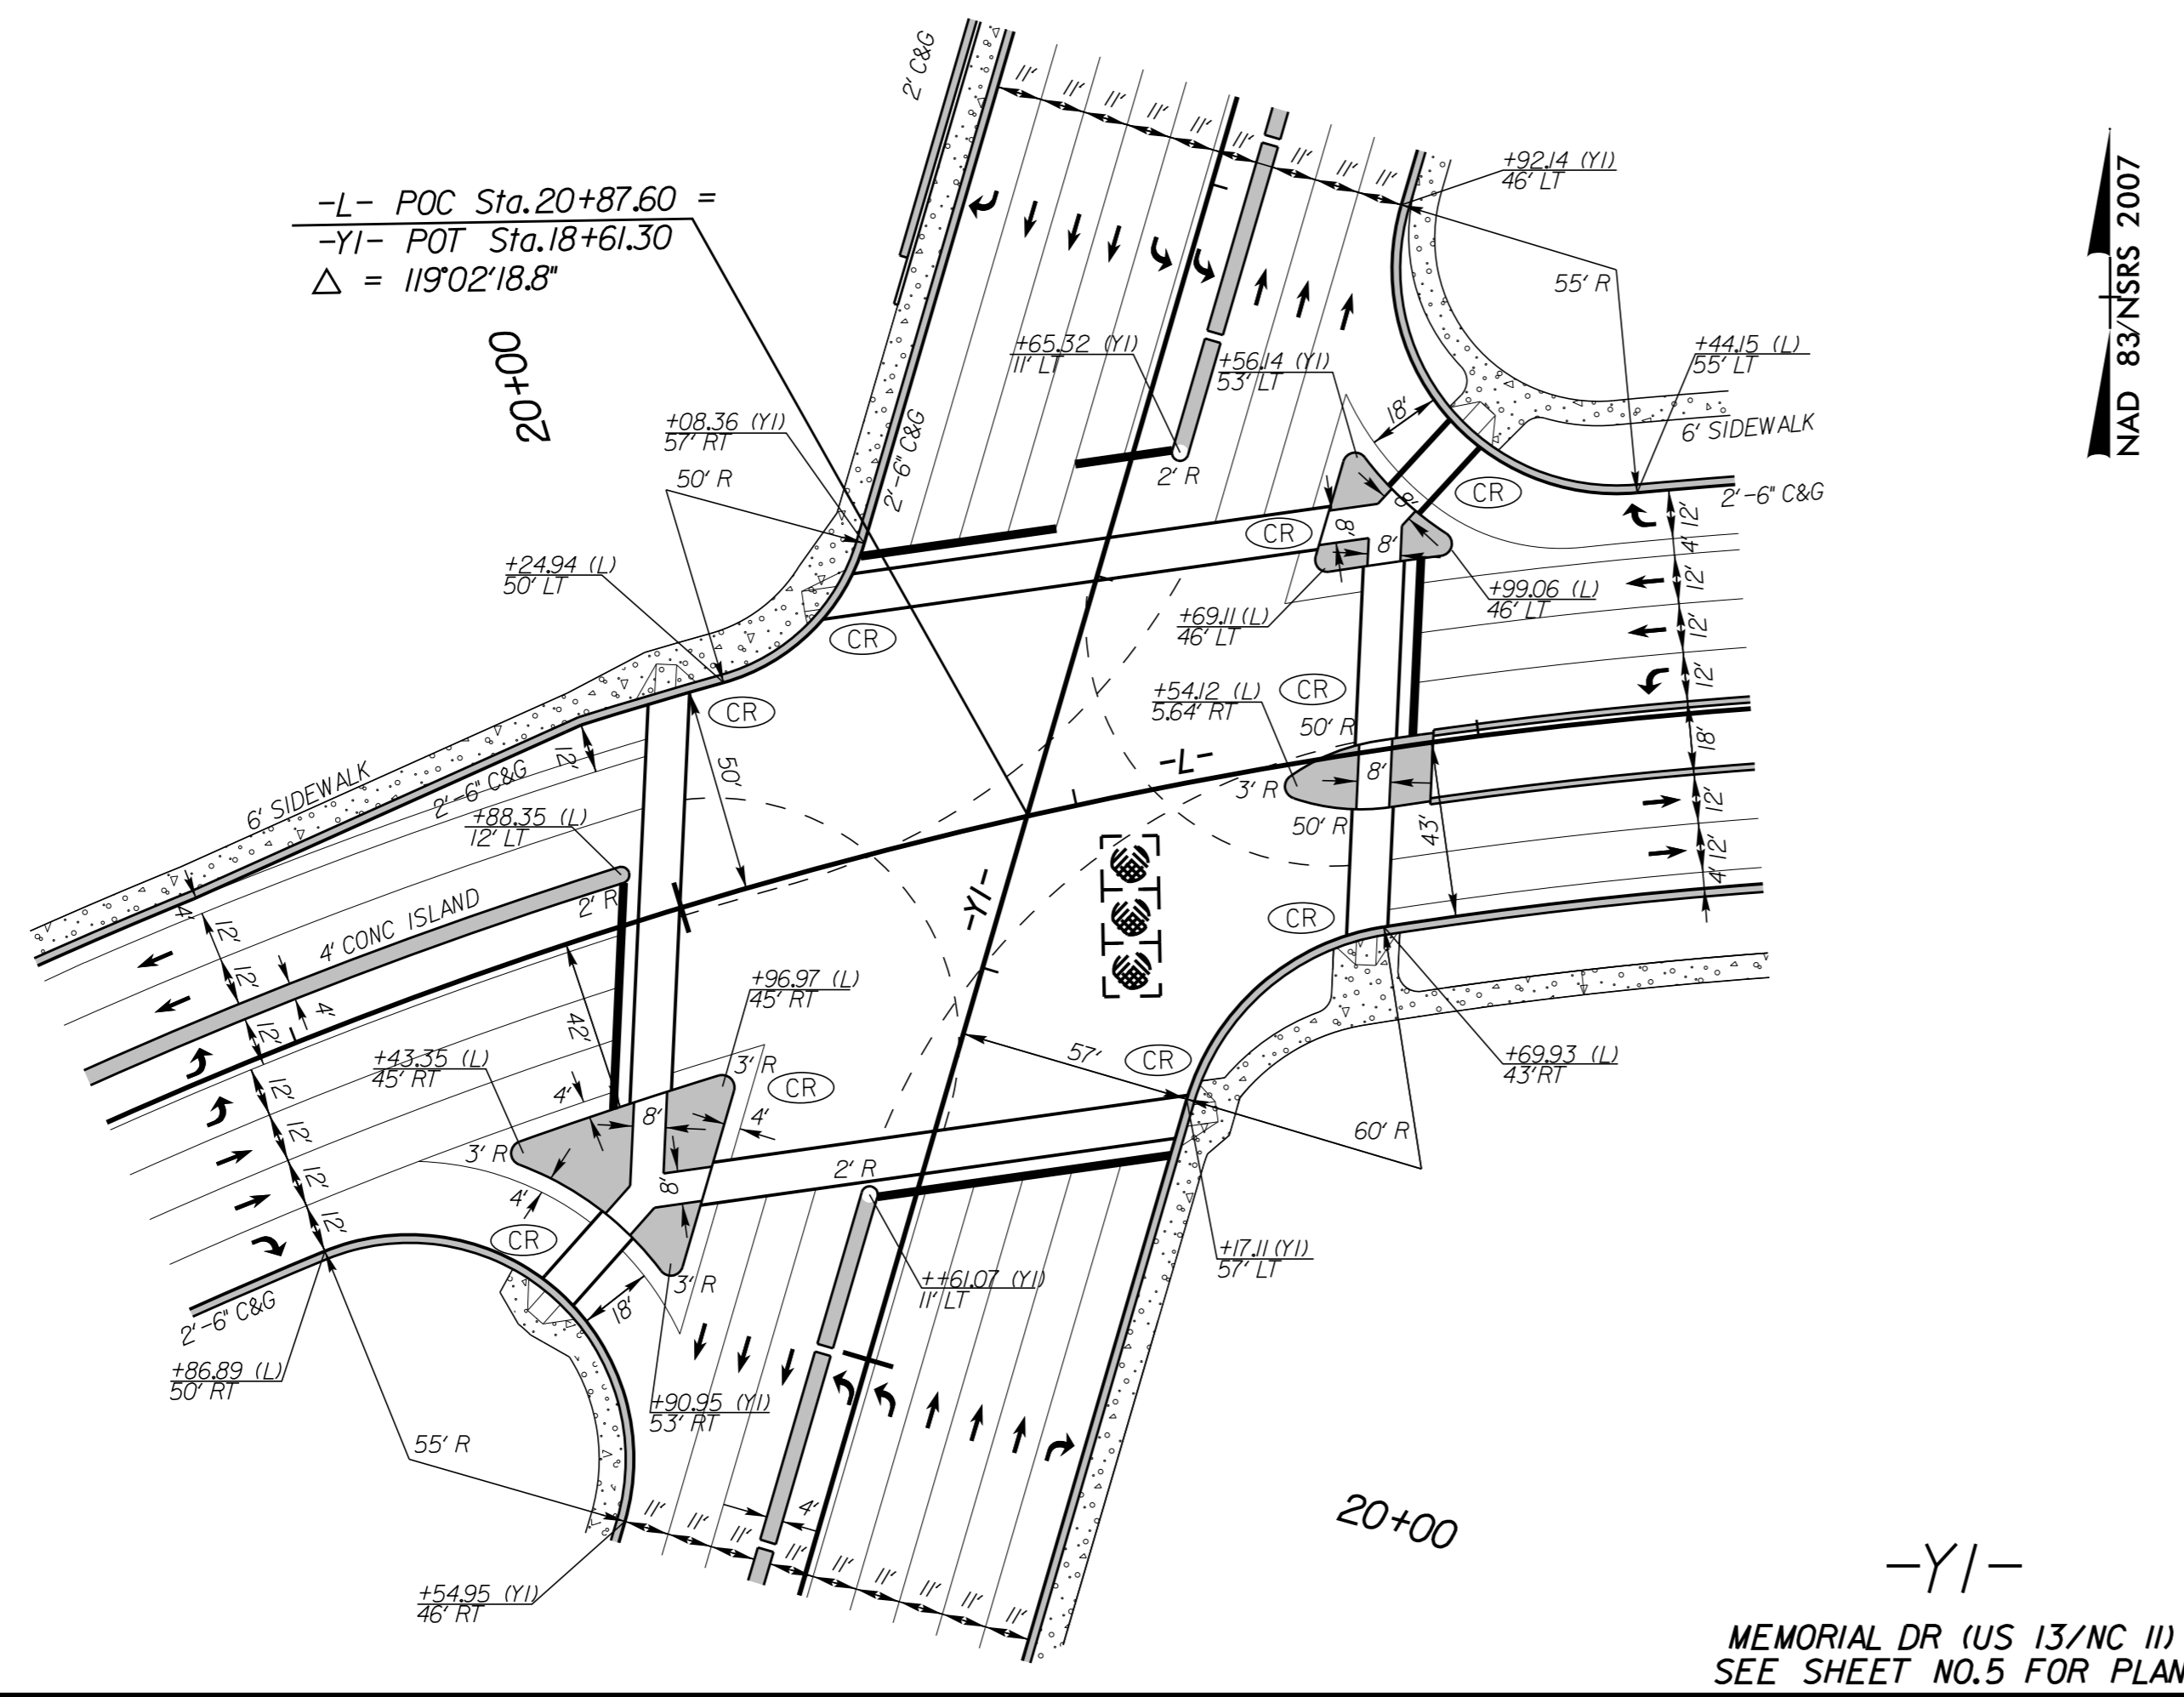 2' C&G
11'
11'
11'
11'
11'
11'
11'
11'
11'
-L- POC Sta. 20+87.60 =
-Y1- POT Sta. 18+61.30
△ = 119°02'18.8"
+92.14 (Y1)
46' LT
NAD 83/NSRS 2007
55' R
20+00
+65.32 (Y1)
11' LT
+56.14 (Y1)
53' LT
+44.15 (L)
55' LT
18'
6' SIDEWALK
+08.36 (Y1)
57' RT
2'-6" C&G
50' R
2' R
CR
2'-6" C&G
8'
CR
8'
8'
12'
4'
+24.94 (L)
50' LT
12'
+99.06 (L)
46' LT
+69.11 (L)
46' LT
CR
12'
CR
+54.12 (L)
5.64' RT
CR
12'
50' R
12'
50'
-L-
8'
18'
6' SIDEWALK
2'-6" C&G
3' R
12'
+88.35 (L)
12' LT
50' R
43'
12'
4'
4' CONC ISLAND
2' R
4'
12'
-Y1-
CR
12'
4'
12'
42'
+96.97 (L)
45' RT
57'
CR
+69.93 (L)
43' RT
+43.35 (L)
45' RT
3' R
CR
4'
8'
4'
12'
12'
60' R
3' R
2' R
12'
4'
8'
12'
CR
+17.11 (Y1)
57' LT
3' R
++61.07 (Y1)
11' LT
18'
2'-6" C&G
+86.89 (L)
50' RT
+90.95 (Y1)
53' RT
55' R
11'
11'
11'
4'
11'
11'
11'
11'
11'
11'
20+00
+54.95 (Y1)
46' RT
-Y1-
MEMORIAL DR (US 13/NC 11)
SEE SHEET NO.5 FOR PLAN